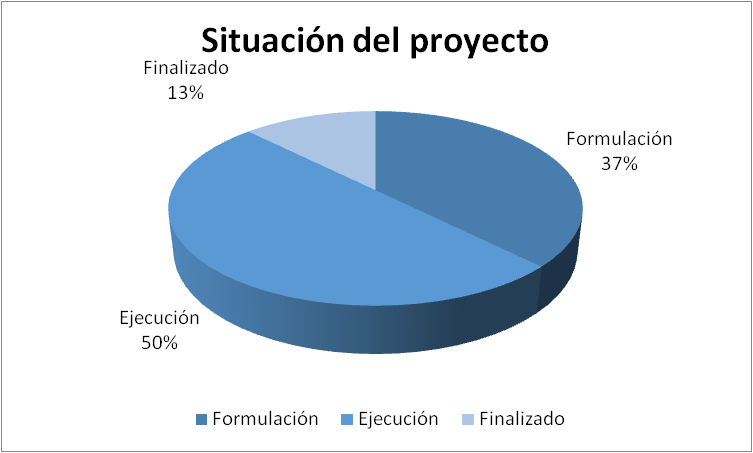 Situación del proyecto
Finalizado
13%
Formulación
37%
Ejecución
50%
Formulación Ejecución Finalizado